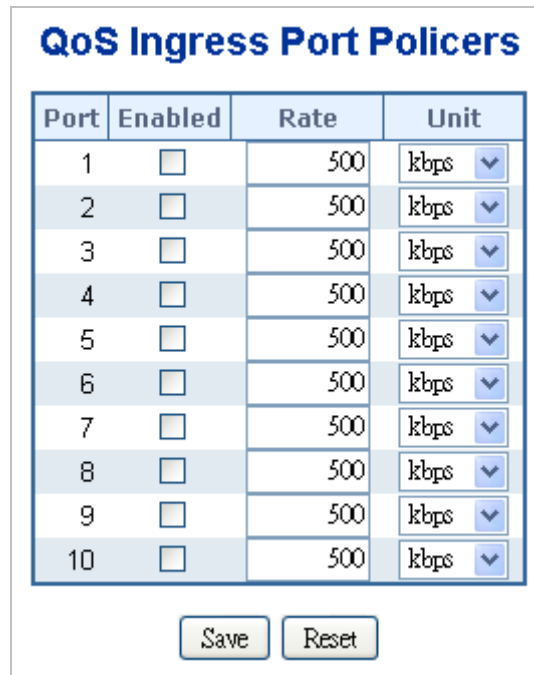 QoS Ingress Port Policers
Port Enabled Rate Unit
1 500 kbps
2 500 kbps
3 500 kbps
4 500 kbps
5 500 kbps
6 500 kbps
7 500 kbps
8 500 kbps
9 500 kbps
10 500 kbps
Save Reset